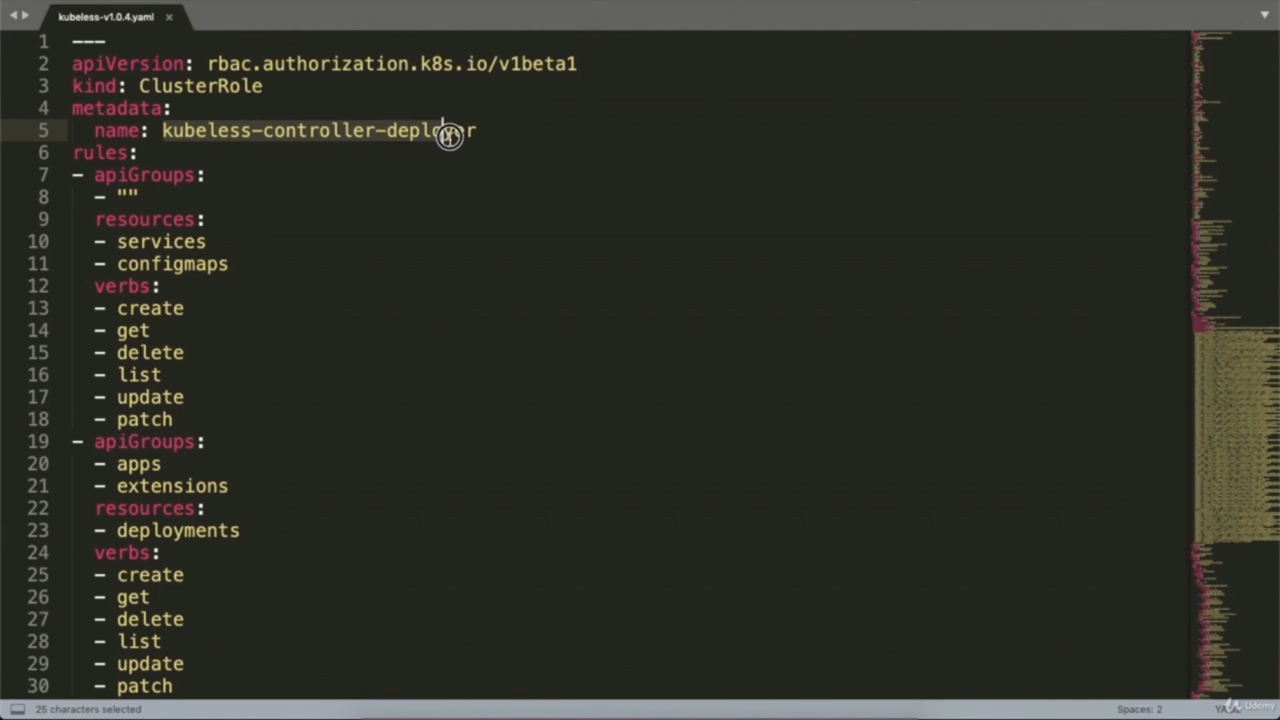 kubeless-v1.0.4.yaml ×
1 ---
2 apiVersion: rbac.authorization.k8s.io/v1beta1
3 kind: ClusterRole
4 metadata:
5 name: kubeless-controller-deployer
6 rules:
7 - apiGroups:
8 - ""
9 resources:
10 - services
11 - configmaps
12 verbs:
13 - create
14 - get
15 - delete
16 - list
17 - update
18 - patch
19 - apiGroups:
20 - apps
21 - extensions
22 resources:
23 - deployments
24 verbs:
25 - create
26 - get
27 - delete
28 - list
29 - update
30 - patch
25 characters selected Spaces: 2 Udemy